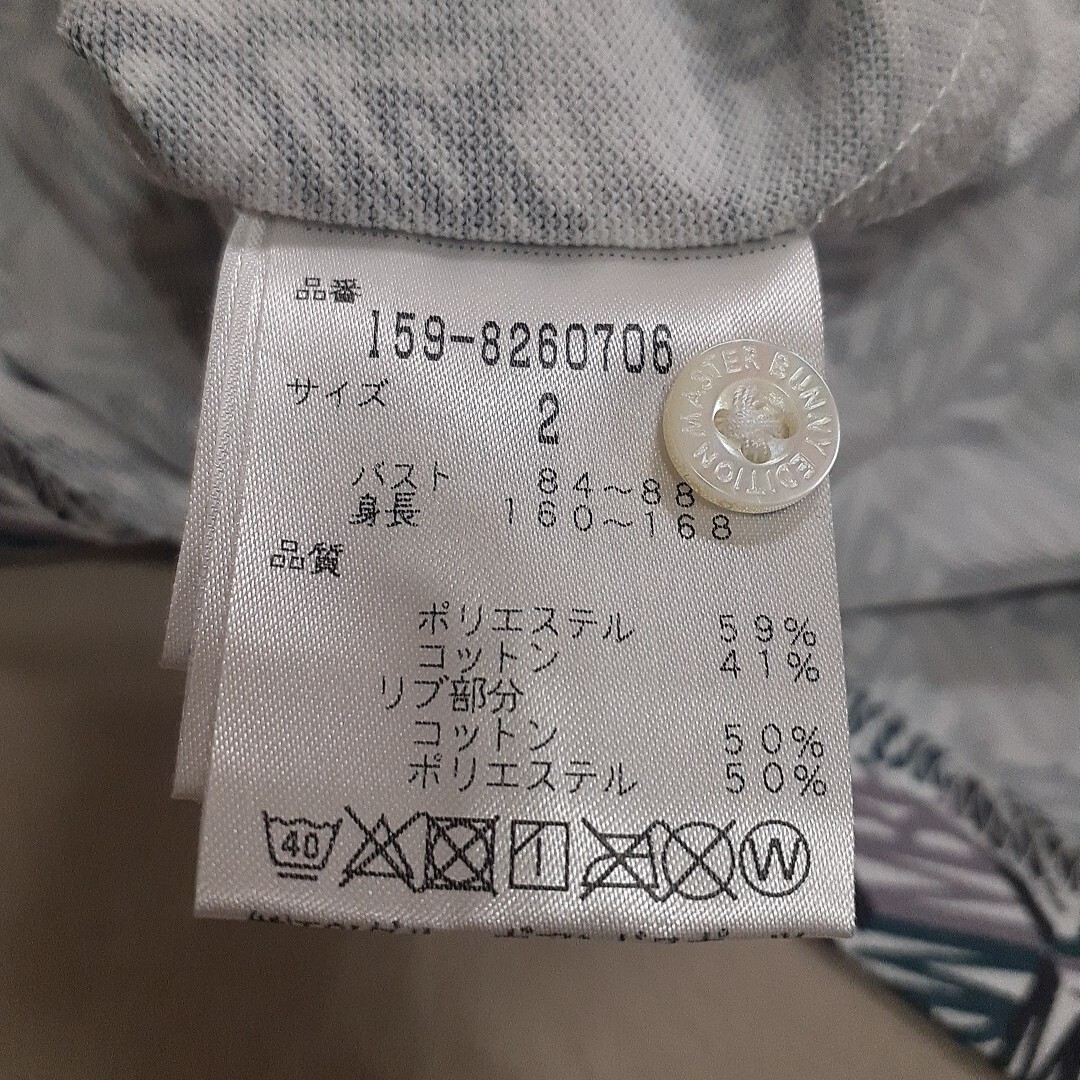 品番
159-8260706
サイズ
2
バスト 84～88
身長 160～168
品質
ポリエステル 59%
コットン 41%
リブ部分
コットン 50%
ポリエステル 50%
40
1
W
MASTER BUNNY EDITION